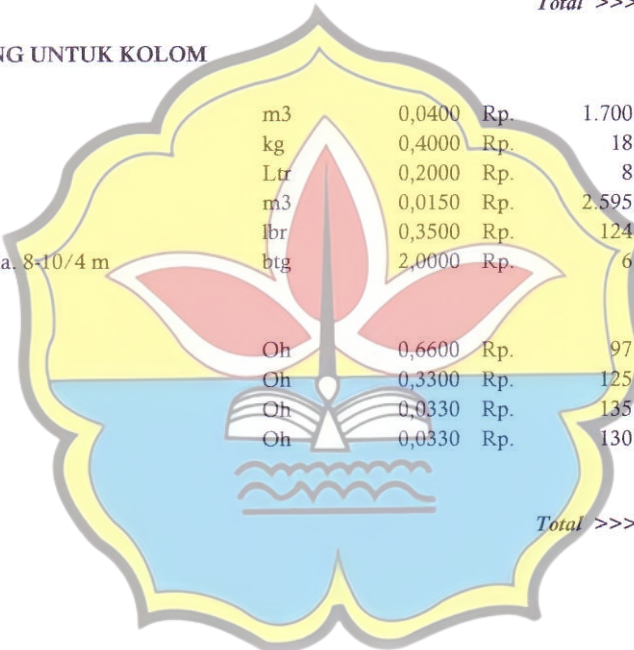 Total >>>
NG UNTUK KOLOM
m3 0,0400 Rp. 1.700
kg 0,4000 Rp. 18
Ltr 0,2000 Rp. 8
m3 0,0150 Rp. 2.595
lbr 0,3500 Rp. 124
a. 8-10/4 m btg 2,0000 Rp. 6
Oh 0,6600 Rp. 97
Oh 0,3300 Rp. 125
Oh 0,0330 Rp. 135
Oh 0,0330 Rp. 130
Total >>>